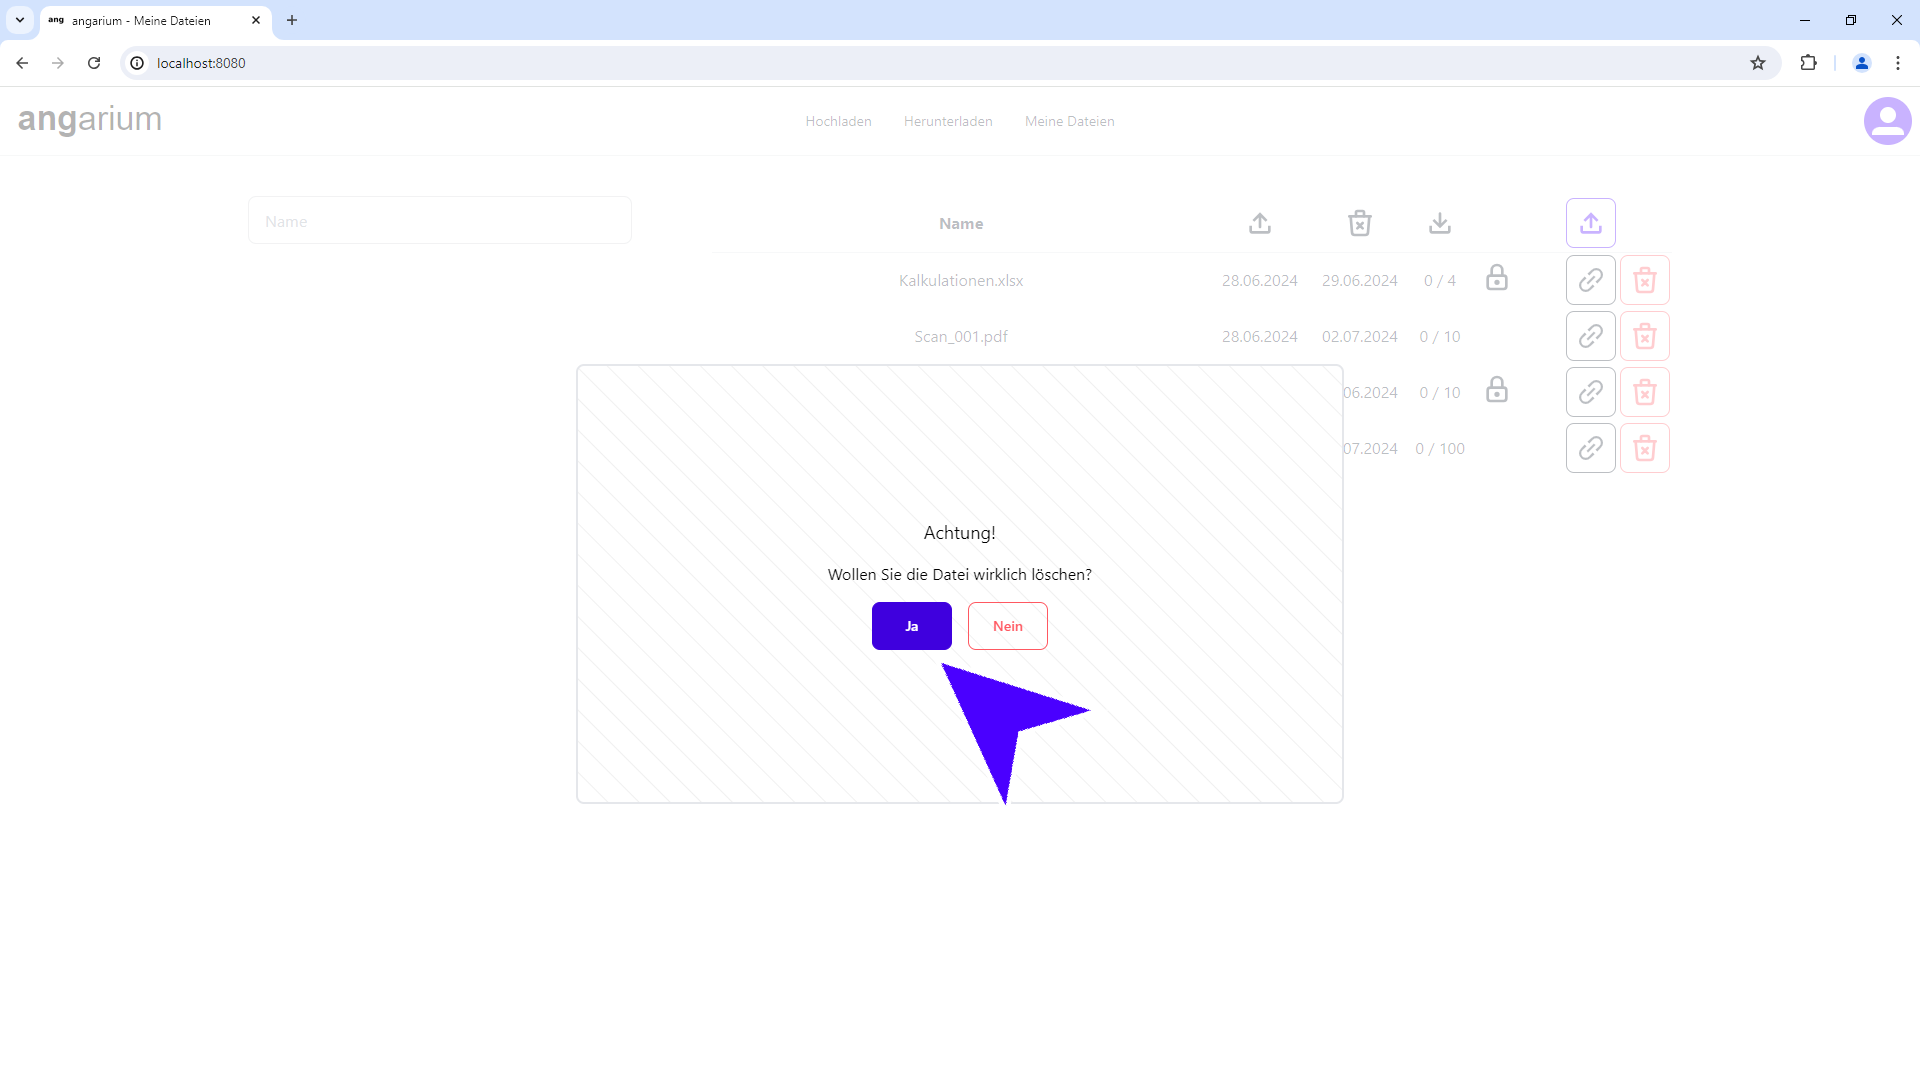 ang angarium - Meine Dateien
localhost:8080
angarium
Hochladen Herunterladen Meine Dateien
Name
Name
Kalkulationen.xlsx 28.06.2024 29.06.2024 0 / 4
Scan_001.pdf 28.06.2024 02.07.2024 0 / 10
06.2024 0 / 10
07.2024 0 / 100
Achtung!
Wollen Sie die Datei wirklich löschen?
Ja Nein